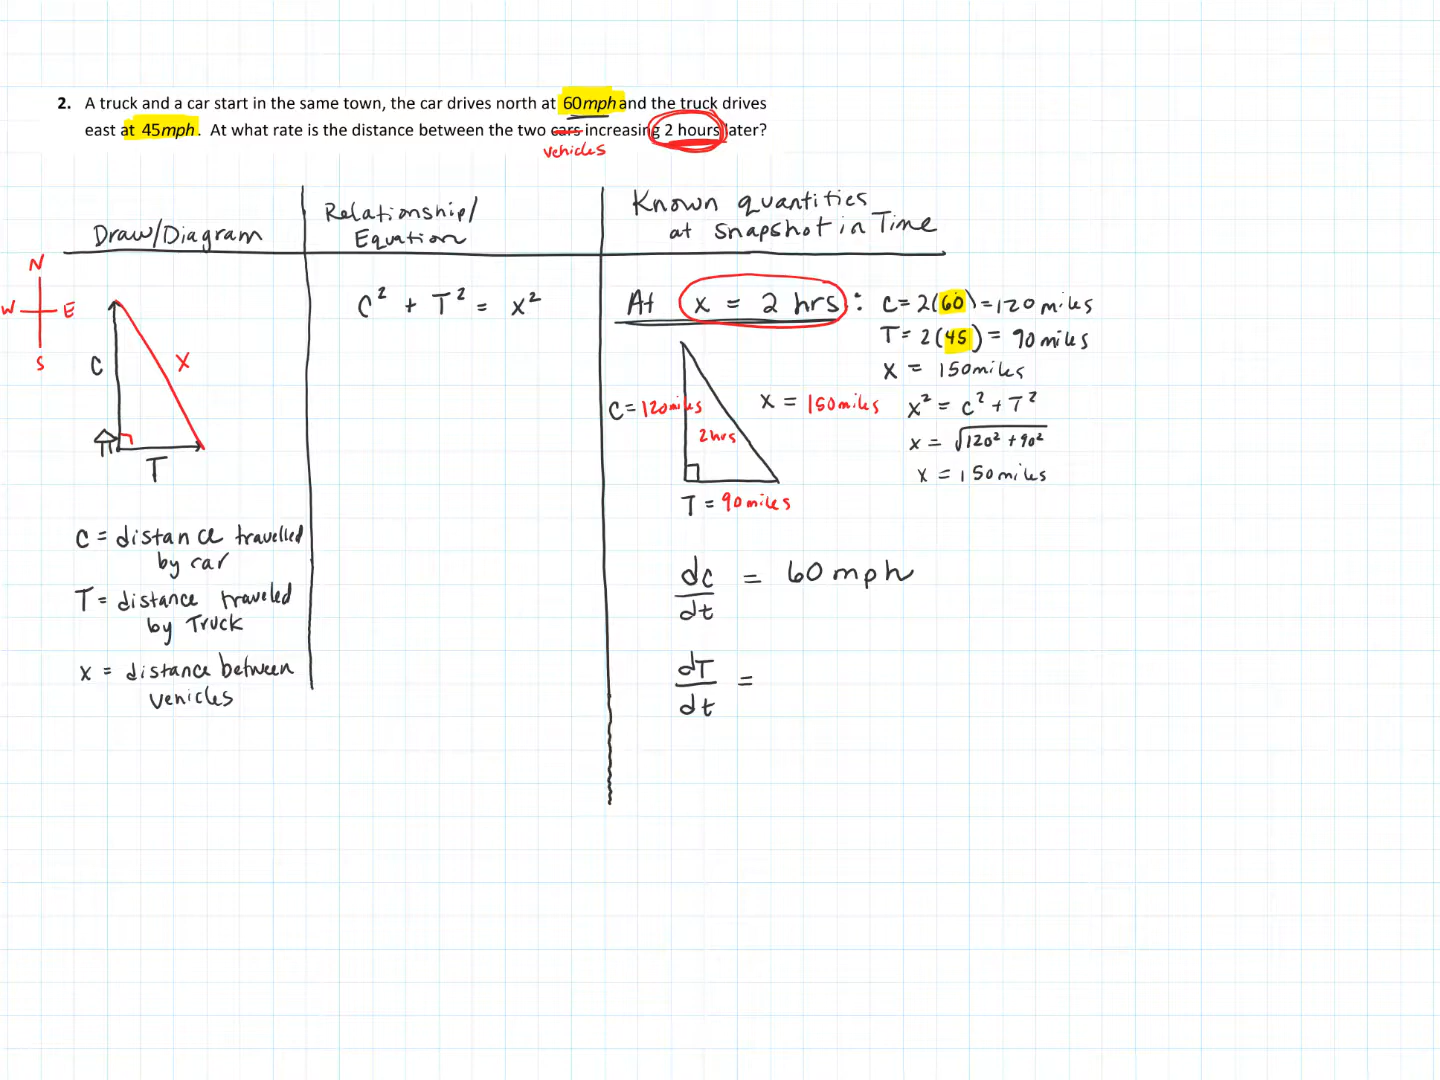 2. A truck and a car start in the same town, the car drives north at 60mph and the truck drives
east at 45mph. At what rate is the distance between the two cars increasing 2 hours later?
vehicles
Draw/Diagram
Relationship/
Equation
Known quantities
at snapshot in Time
N
W E
S
C
X
T
C = distance travelled
by car
T = distance traveled
by Truck
x = distance between
vehicles
C² + T² = x²
At x = 2 hrs :
C = 2(60) = 120 miles
T = 2(45) = 90 miles
x = 150 miles
x² = C² + T²
x = √120² + 90²
x = 150 miles
C = 120 miles
x = 150 miles
2 hrs
T = 90 miles
dC/dt = 60 mph
dT/dt =